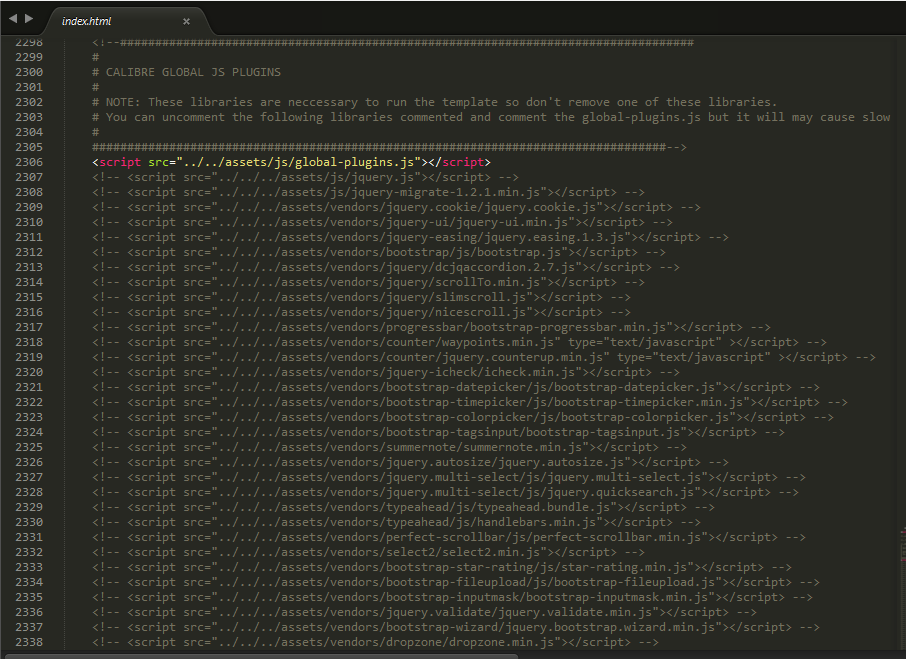 index.html ×
2298 <!--##################################################################################
2299 #
2300 # CALIBRE GLOBAL JS PLUGINS
2301 #
2302 # NOTE: These libraries are neccessary to run the template so don't remove one of these libraries.
2303 # You can uncomment the following libraries commented and comment the global-plugins.js but it will may cause slow
2304 #
2305 ##################################################################################-->
2306 <script src="../../assets/js/global-plugins.js"></script>
2307 <!-- <script src="../../../assets/js/jquery.js"></script> -->
2308 <!-- <script src="../../../assets/js/jquery-migrate-1.2.1.min.js"></script> -->
2309 <!-- <script src="../../../assets/vendors/jquery.cookie/jquery.cookie.js"></script> -->
2310 <!-- <script src="../../../assets/vendors/jquery-ui/jquery-ui.min.js"></script> -->
2311 <!-- <script src="../../../assets/vendors/jquery-easing/jquery.easing.1.3.js"></script> -->
2312 <!-- <script src="../../../assets/vendors/bootstrap/js/bootstrap.js"></script> -->
2313 <!-- <script src="../../../assets/vendors/jquery/dcjqaccordion.2.7.js"></script> -->
2314 <!-- <script src="../../../assets/vendors/jquery/scrollTo.min.js"></script> -->
2315 <!-- <script src="../../../assets/vendors/jquery/slimscroll.js"></script> -->
2316 <!-- <script src="../../../assets/vendors/jquery/nicescroll.js"></script> -->
2317 <!-- <script src="../../../assets/vendors/progressbar/bootstrap-progressbar.min.js"></script> -->
2318 <!-- <script src="../../../assets/vendors/counter/waypoints.min.js" type="text/javascript" ></script> -->
2319 <!-- <script src="../../../assets/vendors/counter/jquery.counterup.min.js" type="text/javascript" ></script> -->
2320 <!-- <script src="../../../assets/vendors/jquery-icheck/icheck.min.js"></script> -->
2321 <!-- <script src="../../../assets/vendors/bootstrap-datepicker/js/bootstrap-datepicker.js"></script> -->
2322 <!-- <script src="../../../assets/vendors/bootstrap-timepicker/js/bootstrap-timepicker.min.js"></script> -->
2323 <!-- <script src="../../../assets/vendors/bootstrap-colorpicker/js/bootstrap-colorpicker.js"></script> -->
2324 <!-- <script src="../../../assets/vendors/bootstrap-tagsinput/bootstrap-tagsinput.js"></script> -->
2325 <!-- <script src="../../../assets/vendors/summernote/summernote.min.js"></script> -->
2326 <!-- <script src="../../../assets/vendors/jquery.autosize/jquery.autosize.js"></script> -->
2327 <!-- <script src="../../../assets/vendors/jquery.multi-select/js/jquery.multi-select.js"></script> -->
2328 <!-- <script src="../../../assets/vendors/jquery.multi-select/js/jquery.quicksearch.js"></script> -->
2329 <!-- <script src="../../../assets/vendors/typeahead/js/typeahead.bundle.js"></script> -->
2330 <!-- <script src="../../../assets/vendors/typeahead/js/handlebars.min.js"></script> -->
2331 <!-- <script src="../../../assets/vendors/perfect-scrollbar/js/perfect-scrollbar.min.js"></script> -->
2332 <!-- <script src="../../../assets/vendors/select2/select2.min.js"></script> -->
2333 <!-- <script src="../../../assets/vendors/bootstrap-star-rating/js/star-rating.min.js"></script> -->
2334 <!-- <script src="../../../assets/vendors/bootstrap-fileupload/js/bootstrap-fileupload.js"></script> -->
2335 <!-- <script src="../../../assets/vendors/bootstrap-inputmask/bootstrap-inputmask.min.js"></script> -->
2336 <!-- <script src="../../../assets/vendors/jquery.validate/jquery.validate.min.js"></script> -->
2337 <!-- <script src="../../../assets/vendors/bootstrap-wizard/jquery.bootstrap.wizard.min.js"></script> -->
2338 <!-- <script src="../../../assets/vendors/dropzone/dropzone.min.js"></script> -->